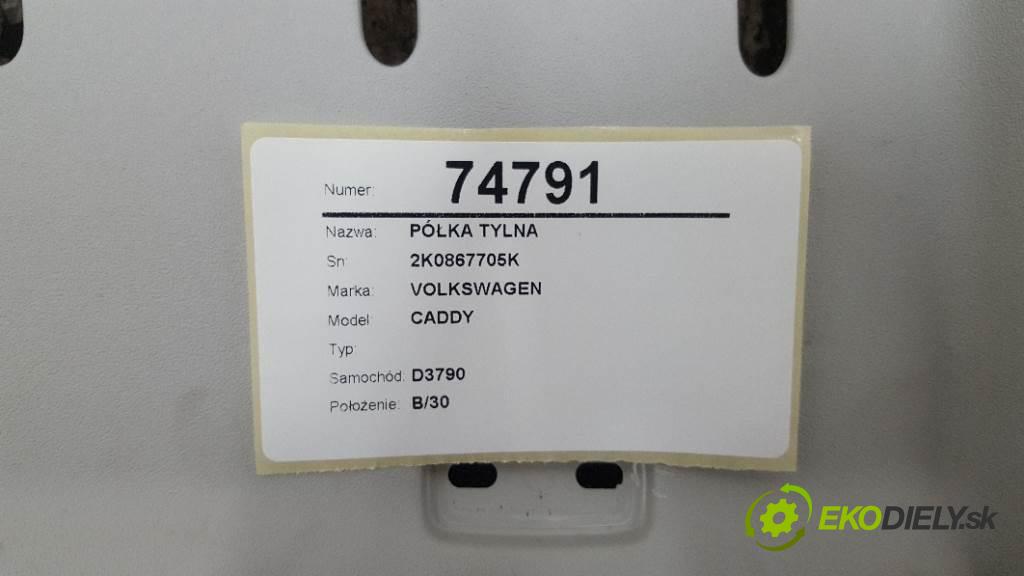 Numer: 74791
Nazwa: PÓŁKA TYLNA
Sn: 2K0867705K
Marka: VOLKSWAGEN
Model: CADDY
Typ:
Samochód: D3790
Położenie: B/30
EKODIELY.sk